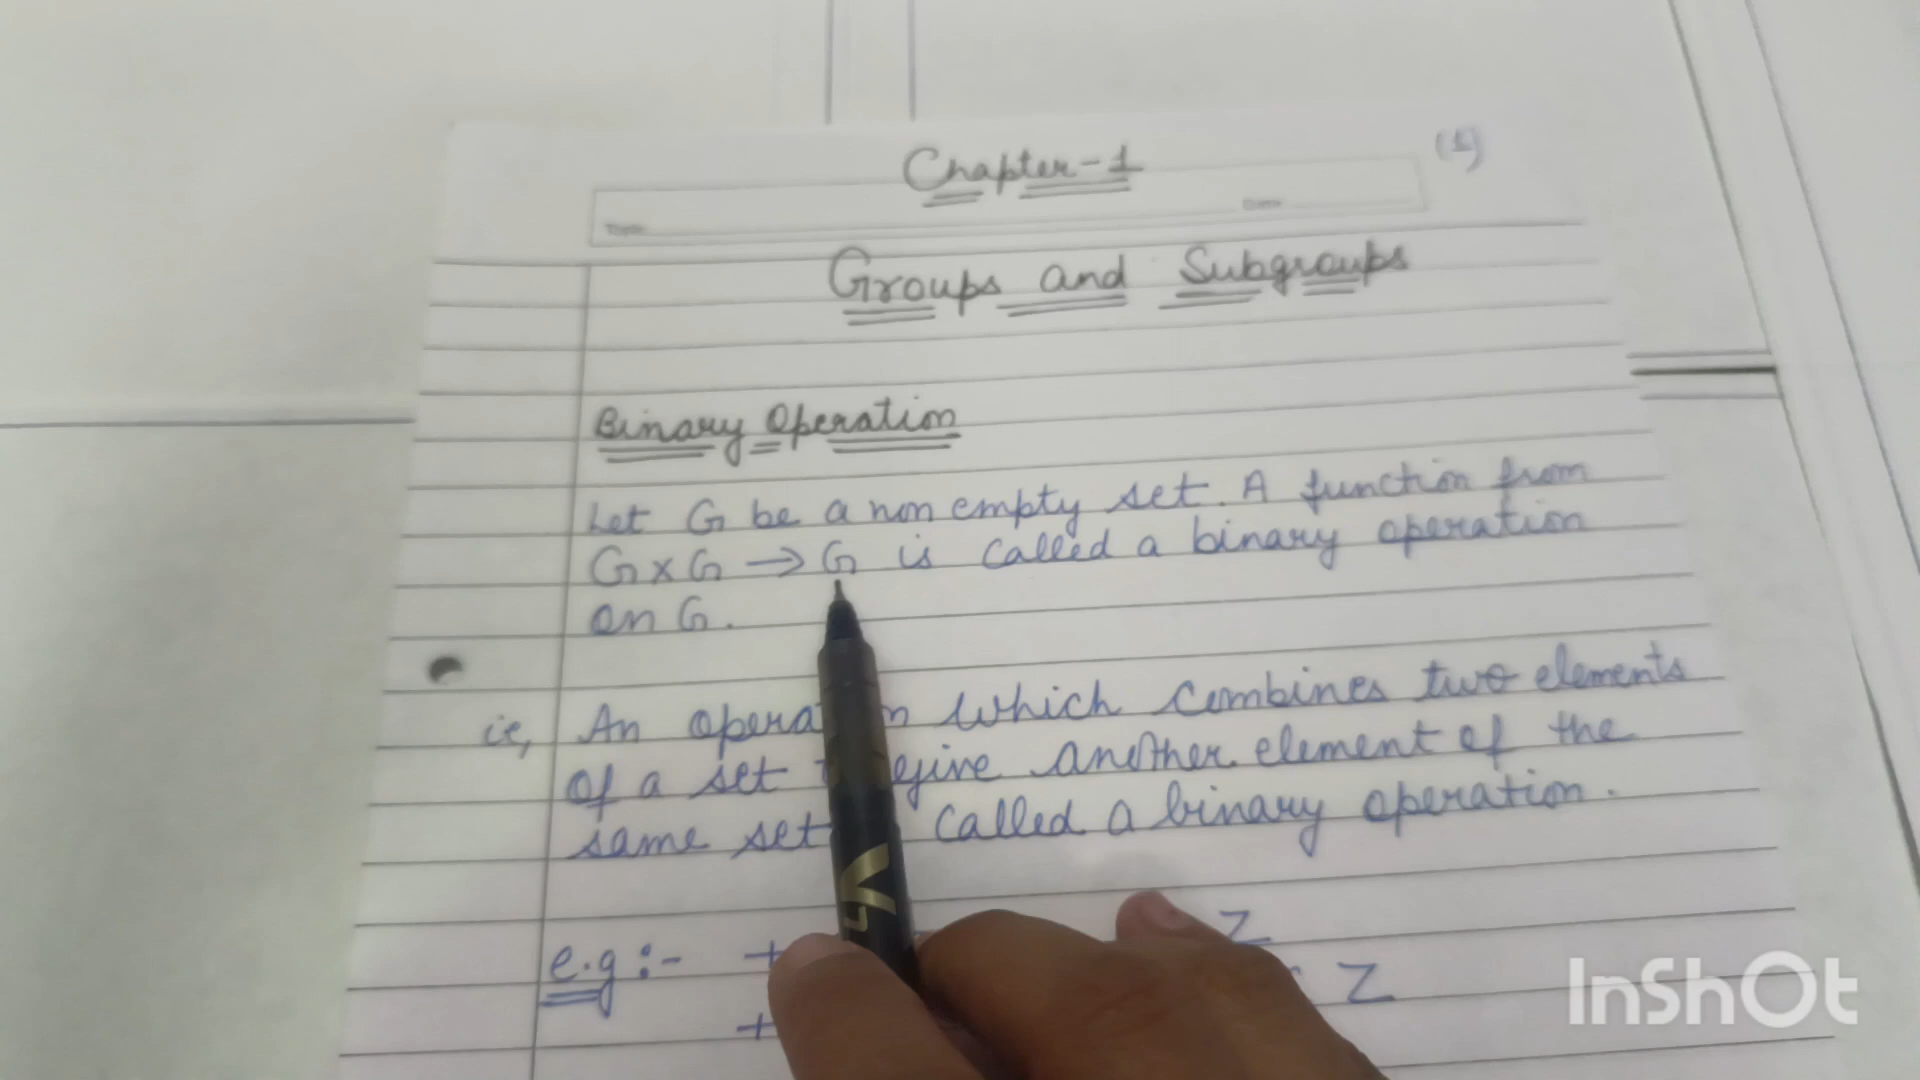 Chapter-1
(1)
Groups and Subgroups
Binary Operation
Let G be a non empty set. A function from
G×G → G is called a binary operation
on G.
ie, An which combines two elements
of a set give another element of the
same set called a binary operation.
e.g:- + Z
+ Z
V7
InShOt